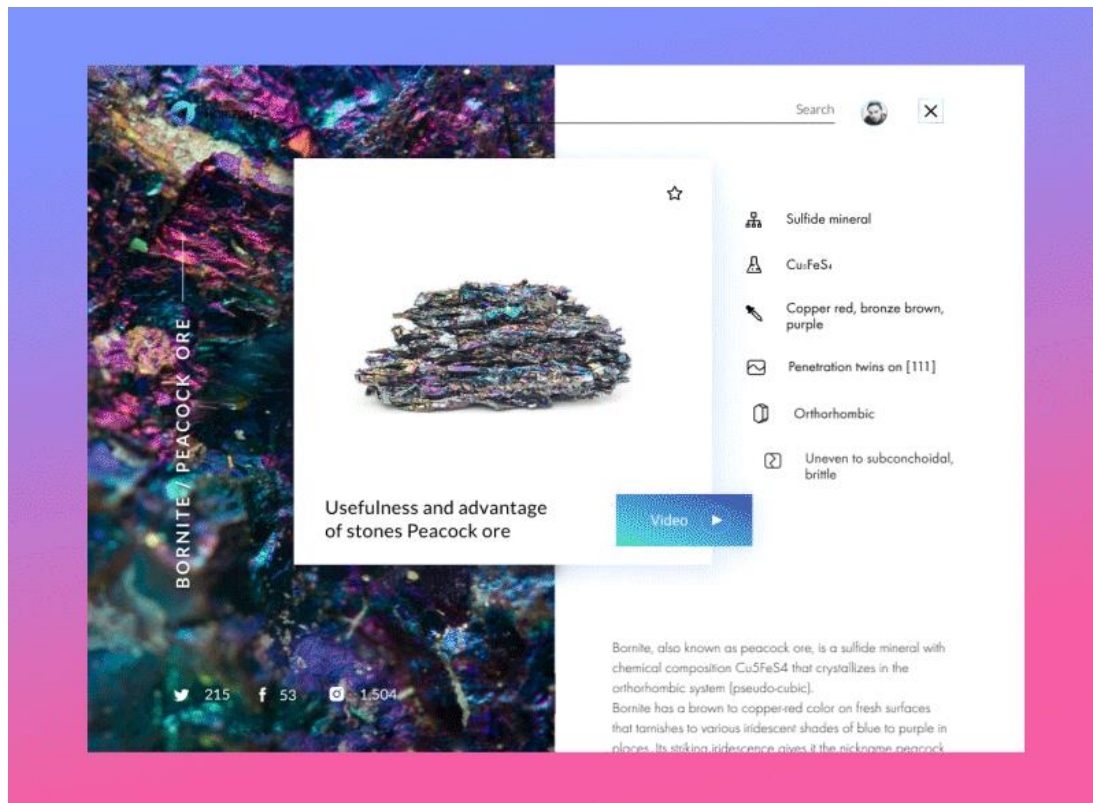 Search
Sulfide mineral
Cu₅FeS₄
Copper red, bronze brown,
purple
Penetration twins on [111]
Orthorhombic
Uneven to subconchoidal,
brittle
BORNITE / PEACOCK ORE
Usefulness and advantage
of stones Peacock ore
Video
215
53
1,504
Bornite, also known as peacock ore, is a sulfide mineral with
chemical composition Cu5FeS4 that crystallizes in the
orthorhombic system (pseudo-cubic).
Bornite has a brown to copper-red color on fresh surfaces
that tarnishes to various iridescent shades of blue to purple in
places. Its striking iridescence gives it the nickname peacock